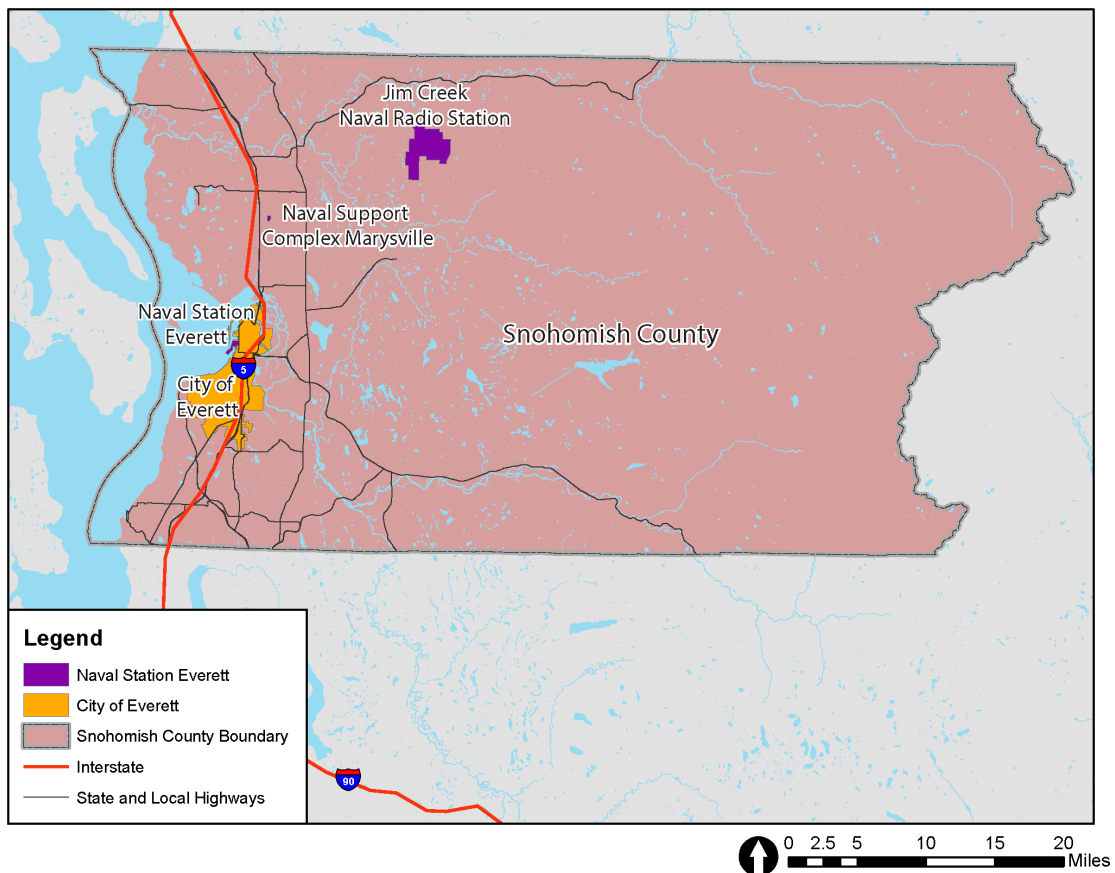 Jim Creek
Naval Radio Station
Naval Support
Complex Marysville
Naval Station
Everett
Snohomish County
5
City of
Everett
Legend
Naval Station Everett
City of Everett
Snohomish County Boundary
Interstate
State and Local Highways
90
0 2.5 5 10 15 20
Miles